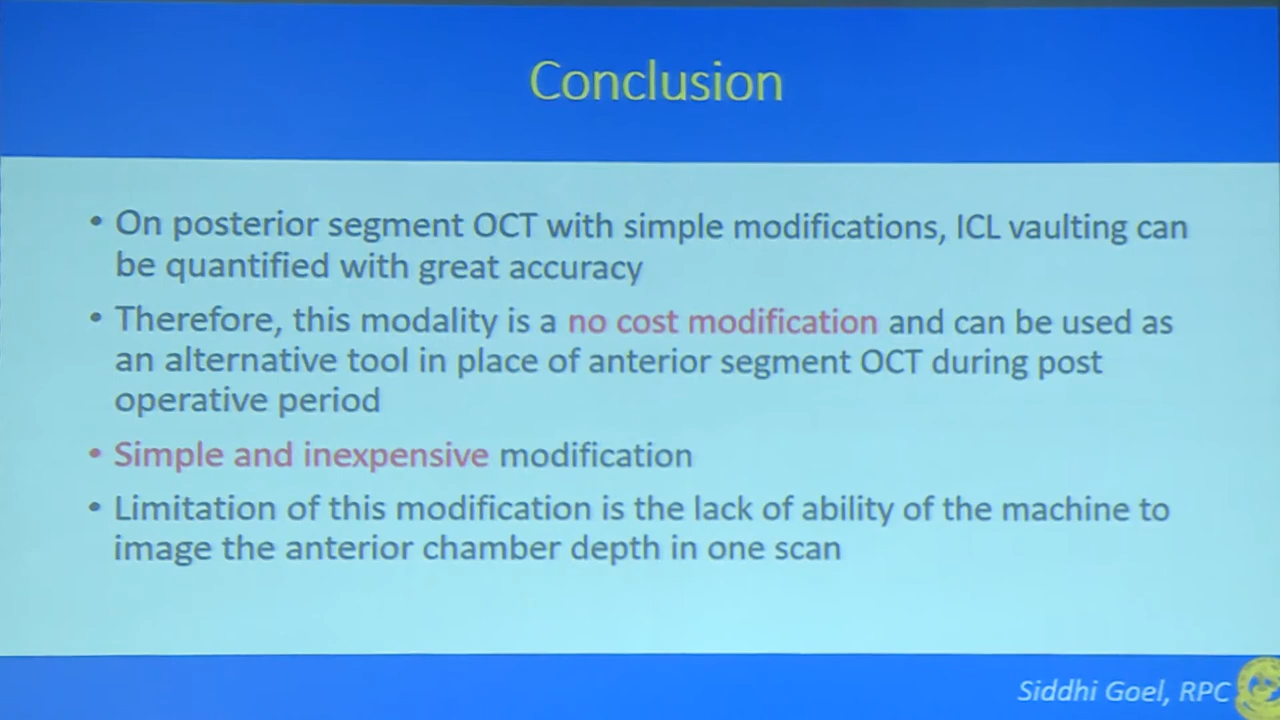 Conclusion
• On posterior segment OCT with simple modifications, ICL vaulting can
be quantified with great accuracy
• Therefore, this modality is a no cost modification and can be used as
an alternative tool in place of anterior segment OCT during post
operative period
• Simple and inexpensive modification
• Limitation of this modification is the lack of ability of the machine to
image the anterior chamber depth in one scan
Siddhi Goel, RPC